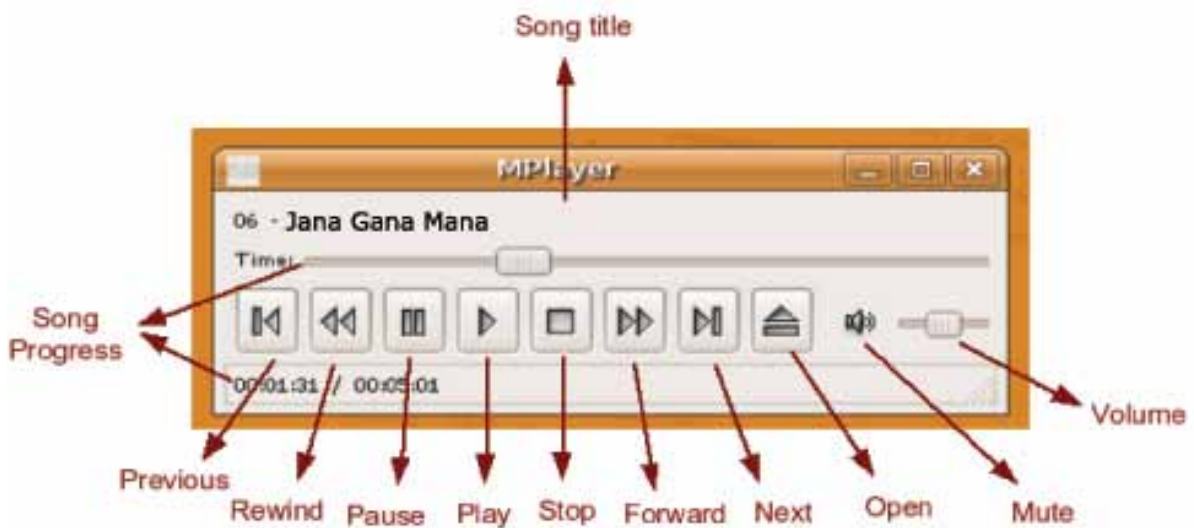 Song title
MPlayer
06 - Jana Gana Mana
Time:
Song
Progress
00:01:31 / 00:05:01
Volume
Previous
Rewind
Pause
Play
Stop
Forward
Next
Open
Mute